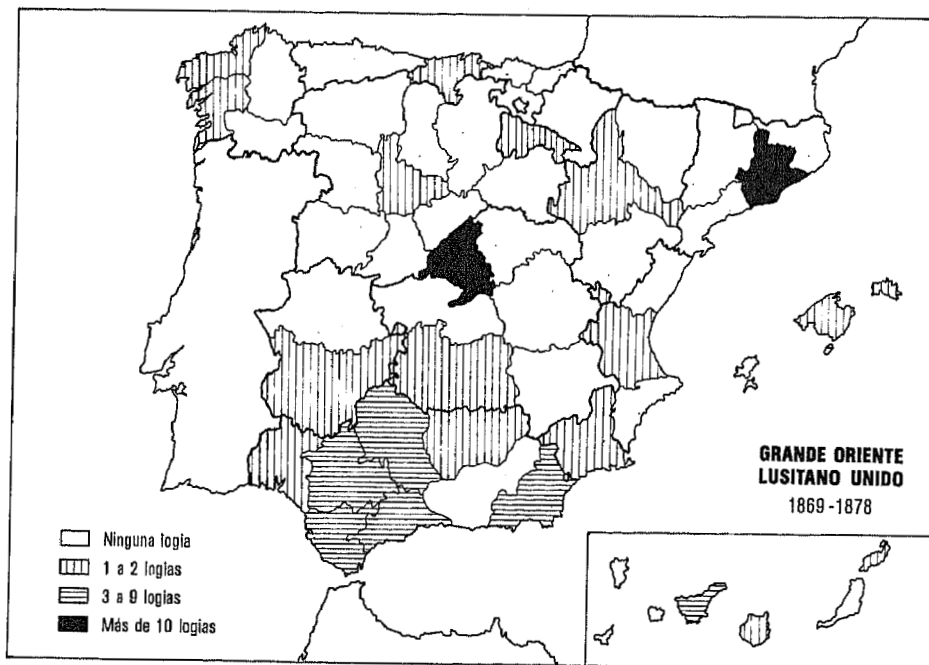 GRANDE ORIENTE
LUSITANO UNIDO
1869-1878
Ninguna logia
1 a 2 logias
3 a 9 logias
Más de 10 logias